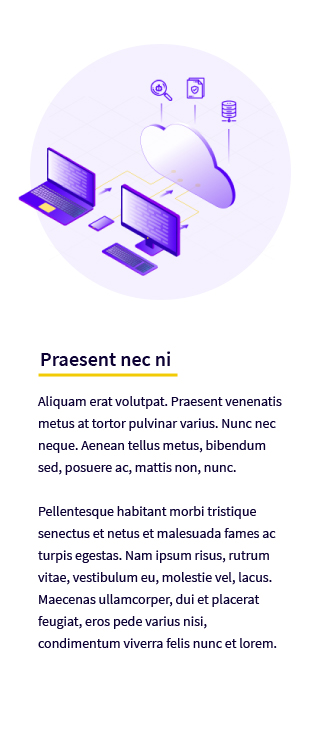 Praesent nec ni
Aliquam erat volutpat. Praesent venenatis
metus at tortor pulvinar varius. Nunc nec
neque. Aenean tellus metus, bibendum
sed, posuere ac, mattis non, nunc.
Pellentesque habitant morbi tristique
senectus et netus et malesuada fames ac
turpis egestas. Nam ipsum risus, rutrum
vitae, vestibulum eu, molestie vel, lacus.
Maecenas ullamcorper, dui et placerat
feugiat, eros pede varius nisi,
condimentum viverra felis nunc et lorem.